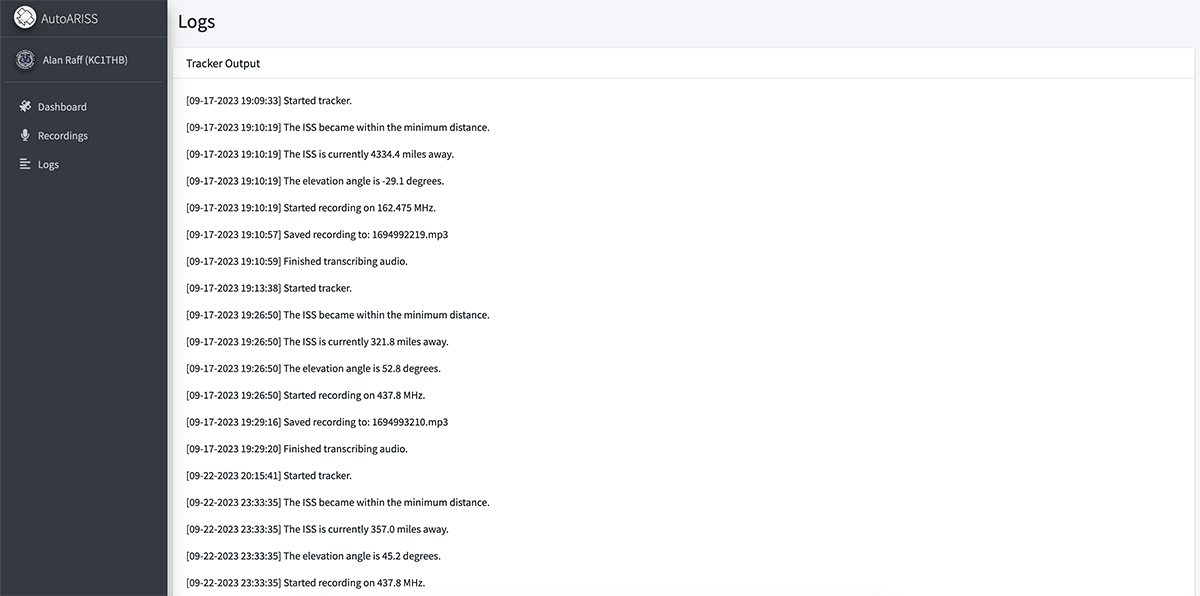 AutoARISS
Logs
Alan Raff (KC1THB)
Dashboard
Recordings
Logs
Tracker Output
[09-17-2023 19:09:33] Started tracker.
[09-17-2023 19:10:19] The ISS became within the minimum distance.
[09-17-2023 19:10:19] The ISS is currently 4334.4 miles away.
[09-17-2023 19:10:19] The elevation angle is -29.1 degrees.
[09-17-2023 19:10:19] Started recording on 162.475 MHz.
[09-17-2023 19:10:57] Saved recording to: 1694992219.mp3
[09-17-2023 19:10:59] Finished transcribing audio.
[09-17-2023 19:13:38] Started tracker.
[09-17-2023 19:26:50] The ISS became within the minimum distance.
[09-17-2023 19:26:50] The ISS is currently 321.8 miles away.
[09-17-2023 19:26:50] The elevation angle is 52.8 degrees.
[09-17-2023 19:26:50] Started recording on 437.8 MHz.
[09-17-2023 19:29:16] Saved recording to: 1694993210.mp3
[09-17-2023 19:29:20] Finished transcribing audio.
[09-22-2023 20:15:41] Started tracker.
[09-22-2023 23:33:35] The ISS became within the minimum distance.
[09-22-2023 23:33:35] The ISS is currently 357.0 miles away.
[09-22-2023 23:33:35] The elevation angle is 45.2 degrees.
[09-22-2023 23:33:35] Started recording on 437.8 MHz.